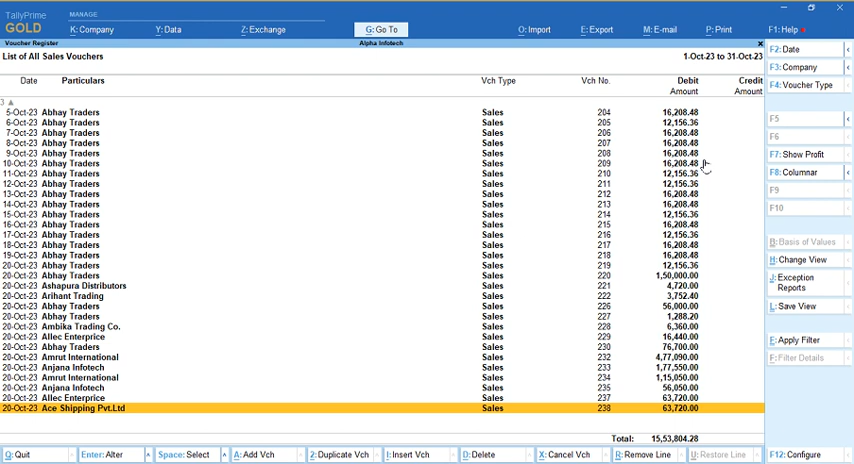 TallyPrime
GOLD
MANAGE
K: Company
Y: Data
Z: Exchange
G: Go To
O: Import
E: Export
M: E-mail
P: Print
F1: Help
Voucher Register
Alpha Infotech
List of All Sales Vouchers
1-Oct-23 to 31-Oct-23
Date Particulars Vch Type Vch No. Debit Credit
Amount Amount
3
5-Oct-23 Abhay Traders Sales 204 16,208.48
6-Oct-23 Abhay Traders Sales 205 12,156.36
7-Oct-23 Abhay Traders Sales 206 16,208.48
8-Oct-23 Abhay Traders Sales 207 16,208.48
9-Oct-23 Abhay Traders Sales 208 16,208.48
10-Oct-23 Abhay Traders Sales 209 16,208.48
11-Oct-23 Abhay Traders Sales 210 12,156.36
12-Oct-23 Abhay Traders Sales 211 12,156.36
13-Oct-23 Abhay Traders Sales 212 16,208.48
14-Oct-23 Abhay Traders Sales 213 16,208.48
15-Oct-23 Abhay Traders Sales 214 12,156.36
16-Oct-23 Abhay Traders Sales 215 16,208.48
17-Oct-23 Abhay Traders Sales 216 12,156.36
18-Oct-23 Abhay Traders Sales 217 16,208.48
19-Oct-23 Abhay Traders Sales 218 16,208.48
20-Oct-23 Abhay Traders Sales 219 12,156.36
20-Oct-23 Abhay Traders Sales 220 1,50,000.00
20-Oct-23 Ashapura Distributors Sales 221 4,720.00
20-Oct-23 Arihant Trading Sales 222 3,752.40
20-Oct-23 Abhay Traders Sales 226 56,000.00
20-Oct-23 Abhay Traders Sales 227 1,288.20
20-Oct-23 Ambika Trading Co. Sales 228 6,360.00
20-Oct-23 Allec Enterprice Sales 229 16,440.00
20-Oct-23 Abhay Traders Sales 230 76,700.00
20-Oct-23 Amrut International Sales 232 4,77,090.00
20-Oct-23 Anjana Infotech Sales 233 1,77,550.00
20-Oct-23 Amrut International Sales 234 1,15,050.00
20-Oct-23 Anjana Infotech Sales 235 56,050.00
20-Oct-23 Allec Enterprice Sales 237 63,720.00
20-Oct-23 Ace Shipping Pvt.Ltd Sales 238 63,720.00
Total: 15,53,804.28
Q: Quit
Enter: Alter
Space: Select
A: Add Vch
2: Duplicate Vch
I: Insert Vch
D: Delete
X: Cancel Vch
R: Remove Line
U: Restore Line
F2: Date
F3: Company
F4: Voucher Type
F5
F6
F7: Show Profit
F8: Columnar
F9
F10
B: Basis of Values
H: Change View
J: Exception
Reports
L: Save View
E: Apply Filter
F: Filter Details
F12: Configure